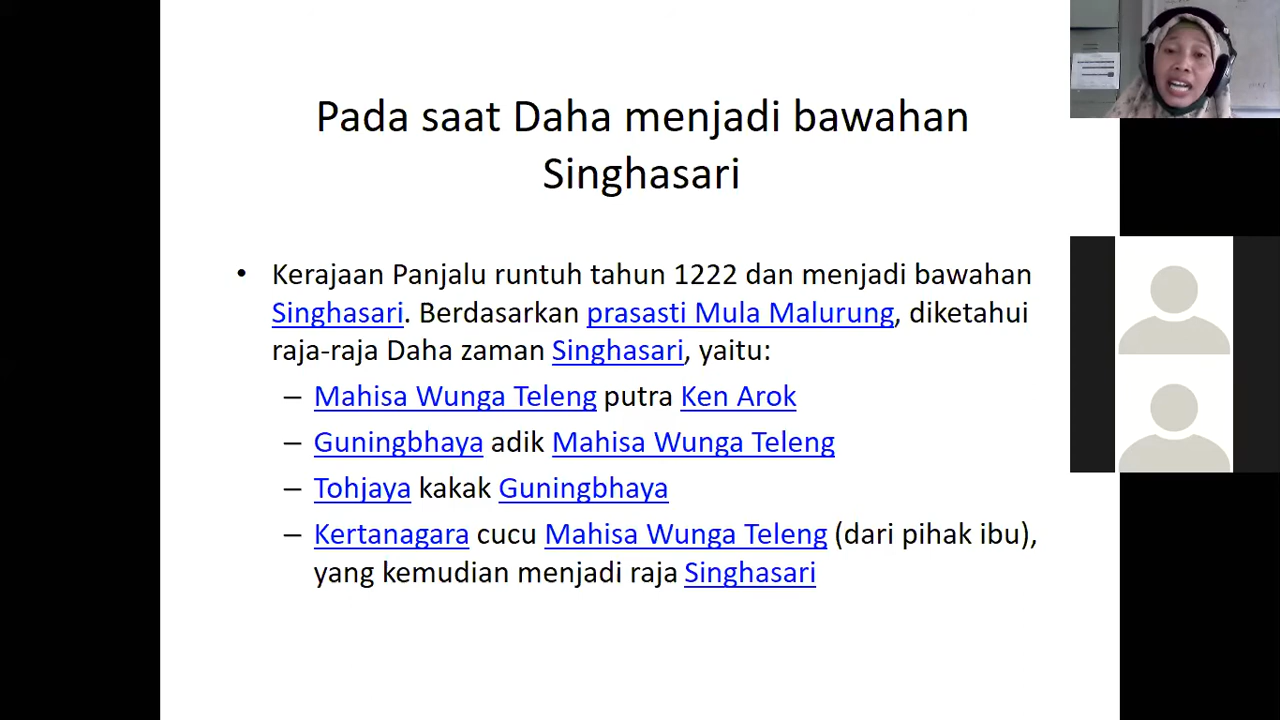 Pada saat Daha menjadi bawahan
Singhasari
• Kerajaan Panjalu runtuh tahun 1222 dan menjadi bawahan
Singhasari. Berdasarkan prasasti Mula Malurung, diketahui
raja-raja Daha zaman Singhasari, yaitu:
– Mahisa Wunga Teleng putra Ken Arok
– Guningbhaya adik Mahisa Wunga Teleng
– Tohjaya kakak Guningbhaya
– Kertanagara cucu Mahisa Wunga Teleng (dari pihak ibu),
yang kemudian menjadi raja Singhasari